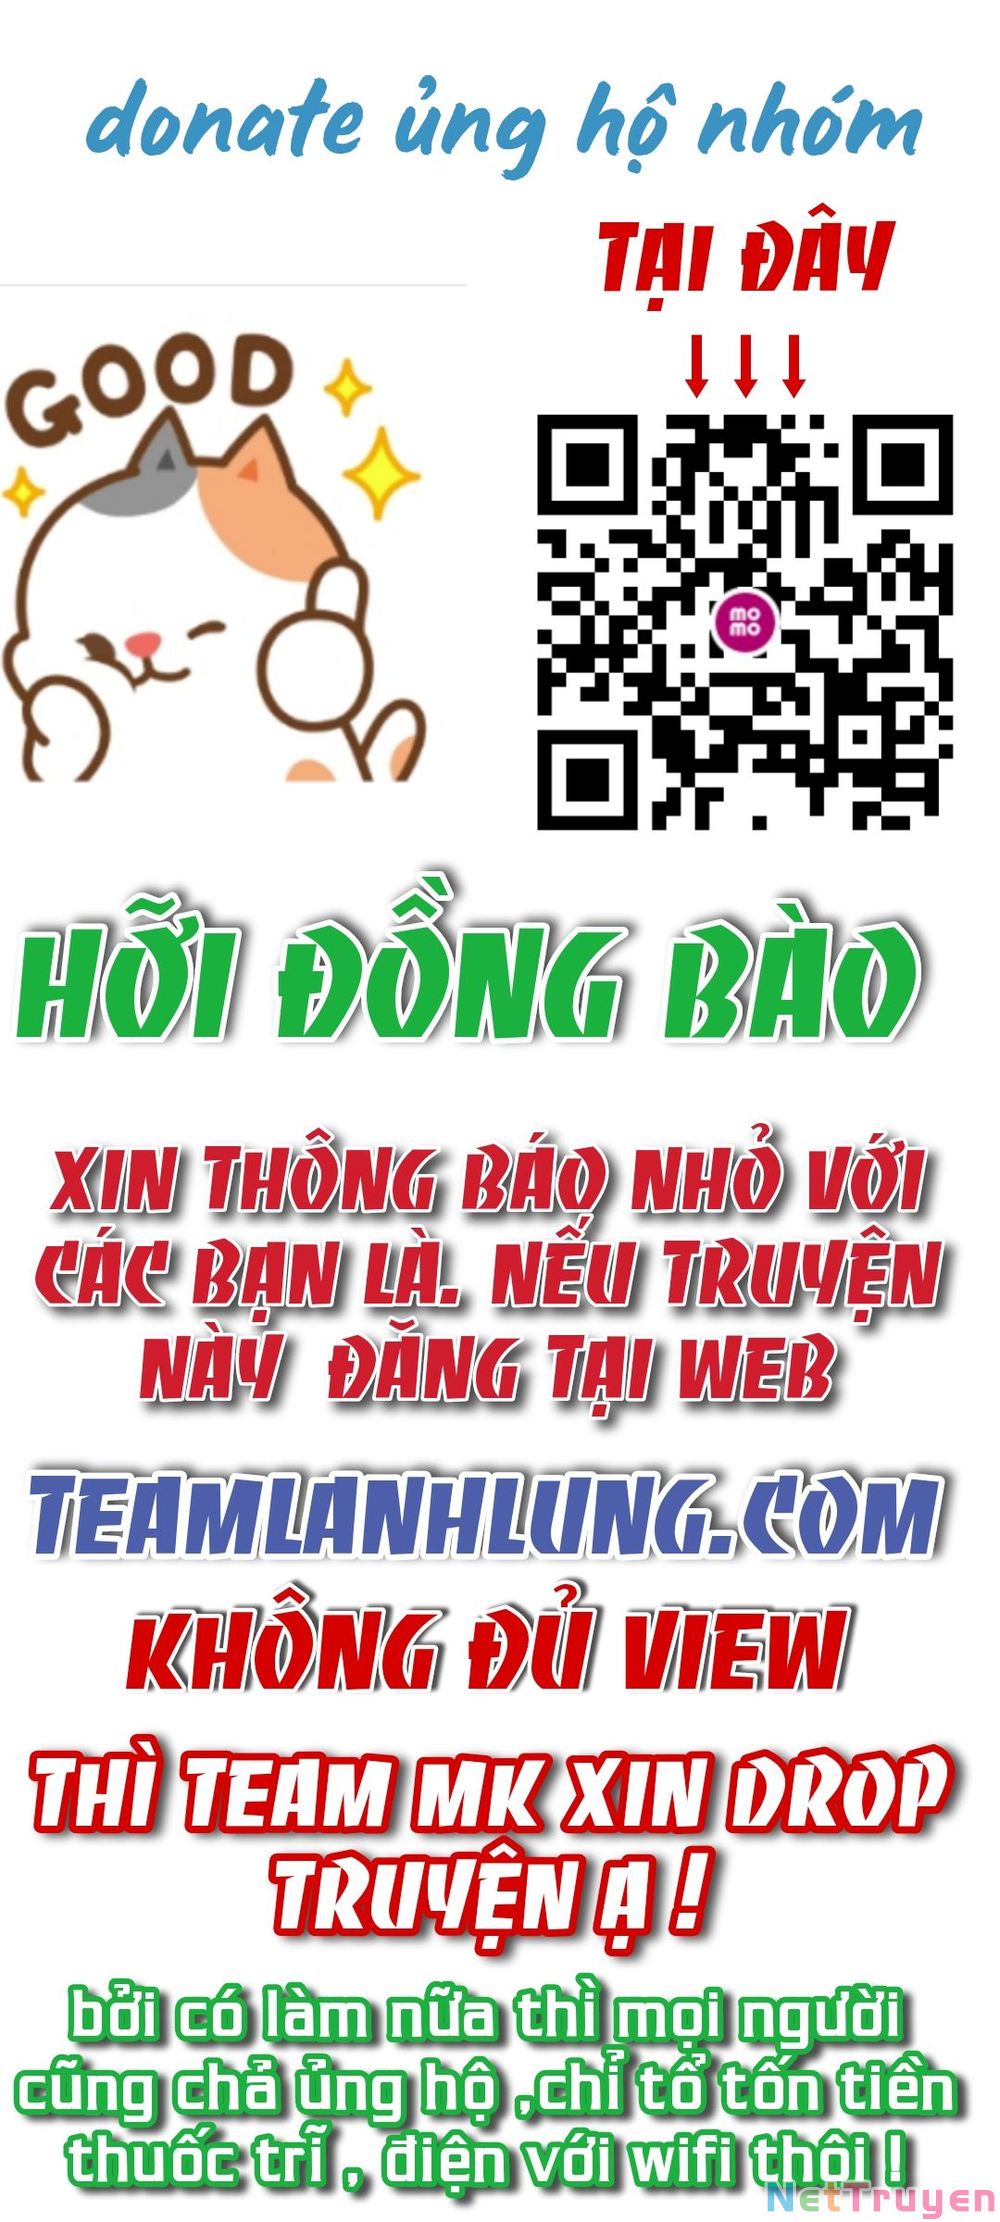 donate ủng hộ nhóm
TẠI ĐÂY
GOOD
mo
mo
HỠI ĐỒNG BÀO
XIN THÔNG BÁO NHỎ VỚI
CÁC BẠN LÀ. NẾU TRUYỆN
NÀY ĐĂNG TẠI WEB
TEAMLANHLUNG.COM
KHÔNG ĐỦ VIEW
THÌ TEAM MK XIN DROP
TRUYỆN Ạ !
bởi có làm nữa thì mọi người
cũng chả ủng hộ ,chỉ tổ tốn tiền
thuốc trĩ , điện với wifi thôi !
NetTruyen